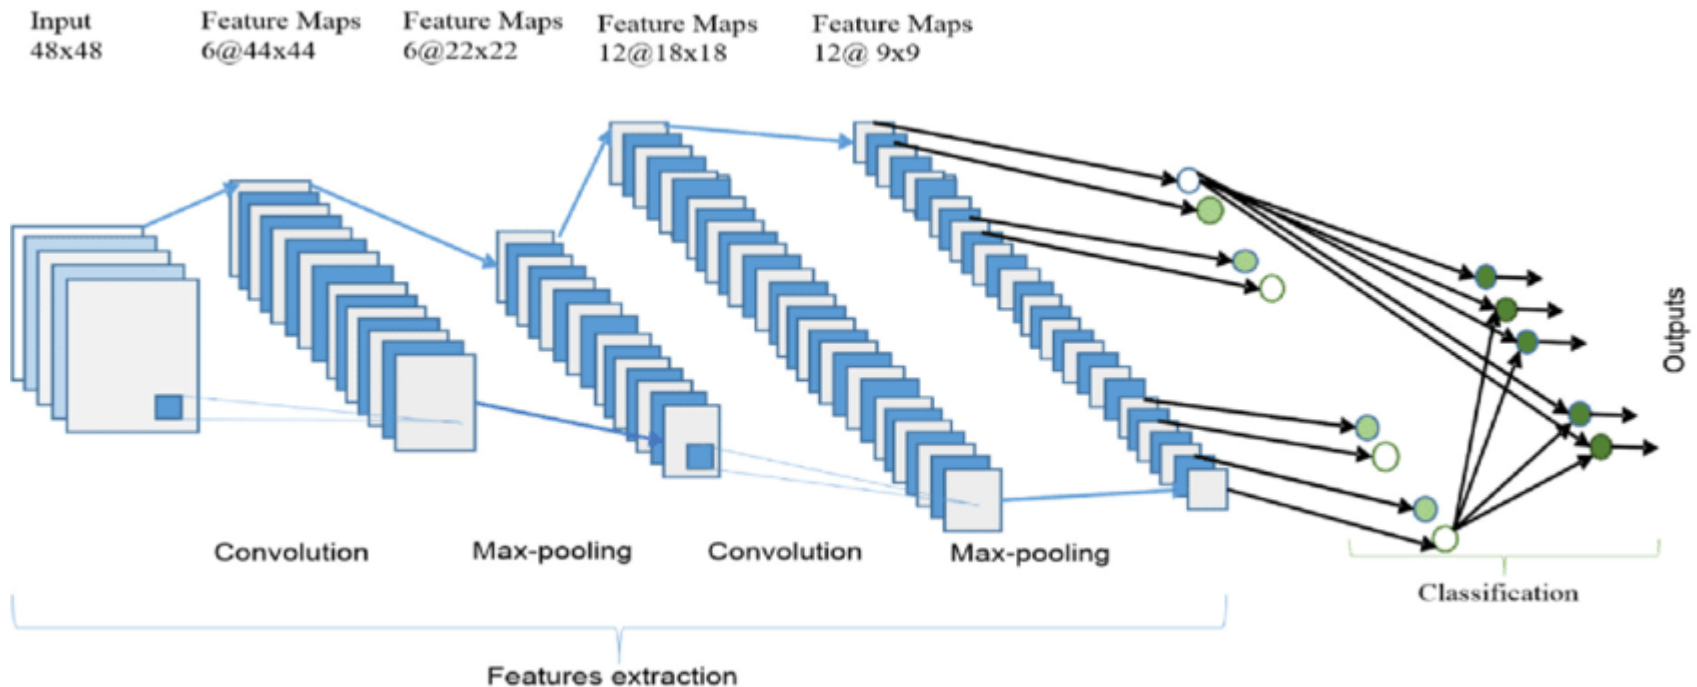 Input
48x48
Feature Maps
6@44x44
Feature Maps
6@22x22
Feature Maps
12@18x18
Feature Maps
12@ 9x9
Outputs
Convolution
Max-pooling
Convolution
Max-pooling
Classification
Features extraction